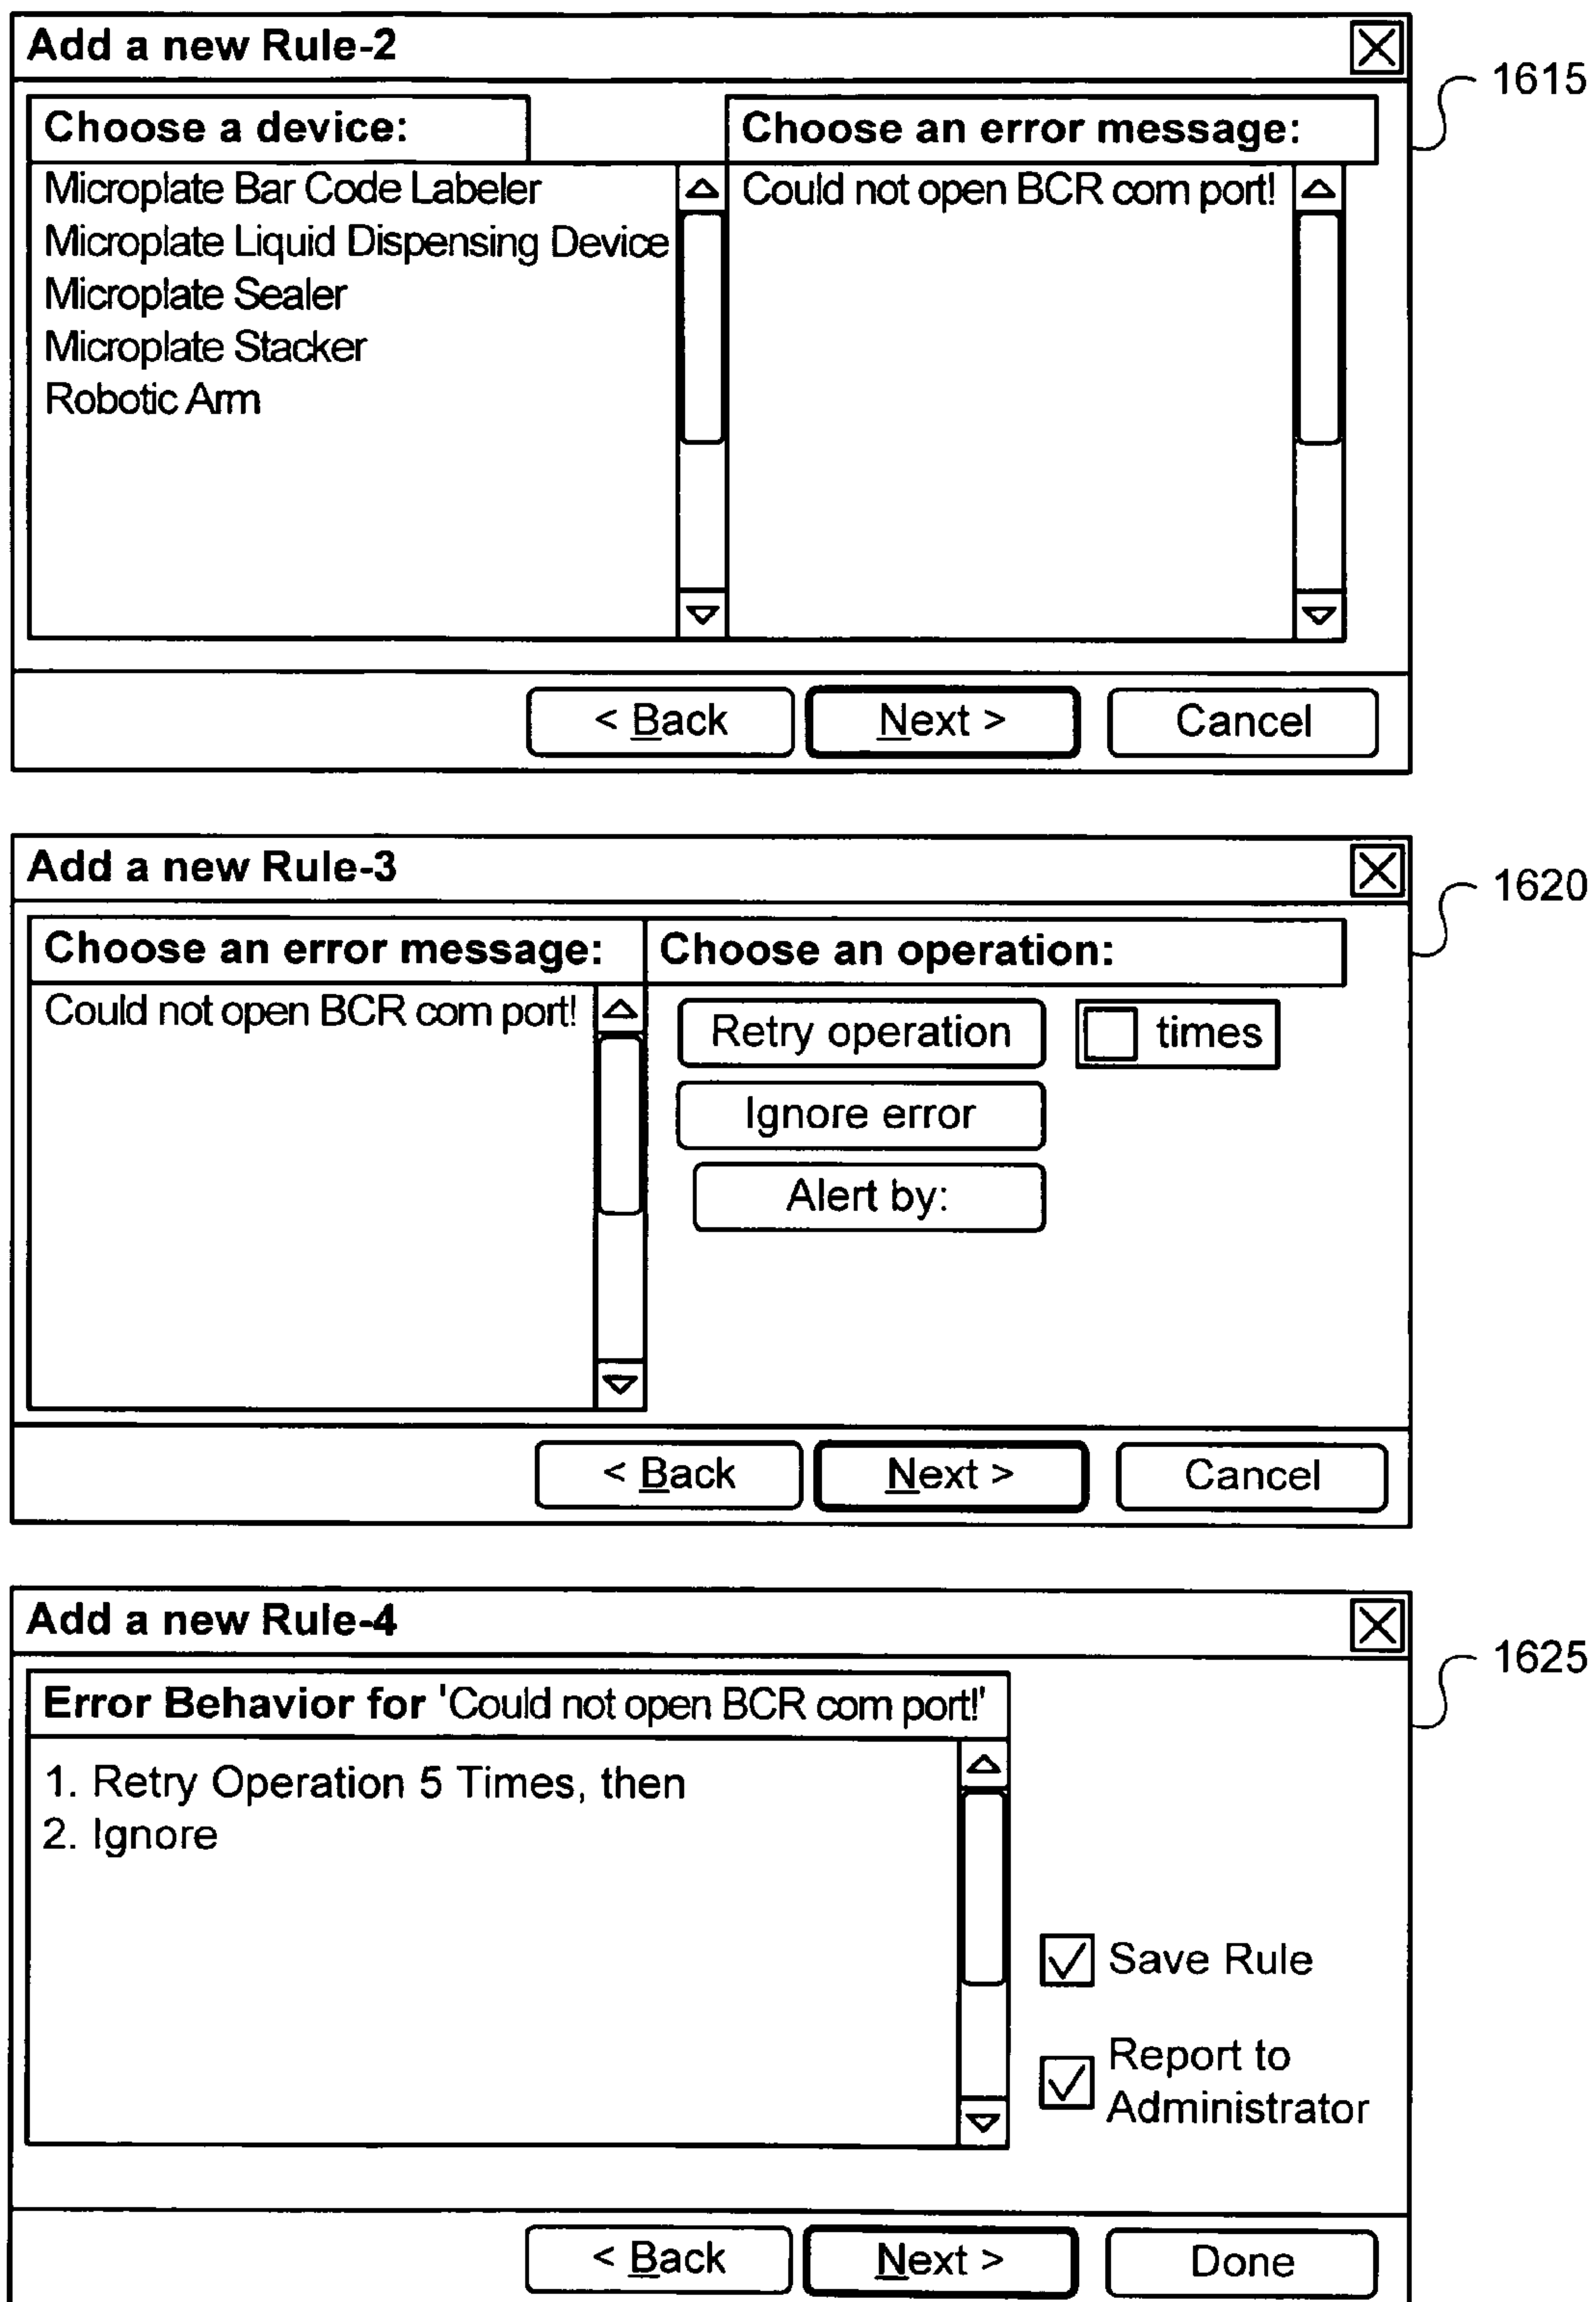 Add a new Rule-2
1615
Choose a device:
Choose an error message:
Microplate Bar Code Labeler
Microplate Liquid Dispensing Device
Microplate Sealer
Microplate Stacker
Robotic Arm
Could not open BCR com port!
< Back
Next >
Cancel
Add a new Rule-3
1620
Choose an error message:
Choose an operation:
Could not open BCR com port!
Retry operation
times
Ignore error
Alert by:
< Back
Next >
Cancel
Add a new Rule-4
1625
Error Behavior for 'Could not open BCR com port!'
1. Retry Operation 5 Times, then
2. Ignore
Save Rule
Report to
Administrator
< Back
Next >
Done